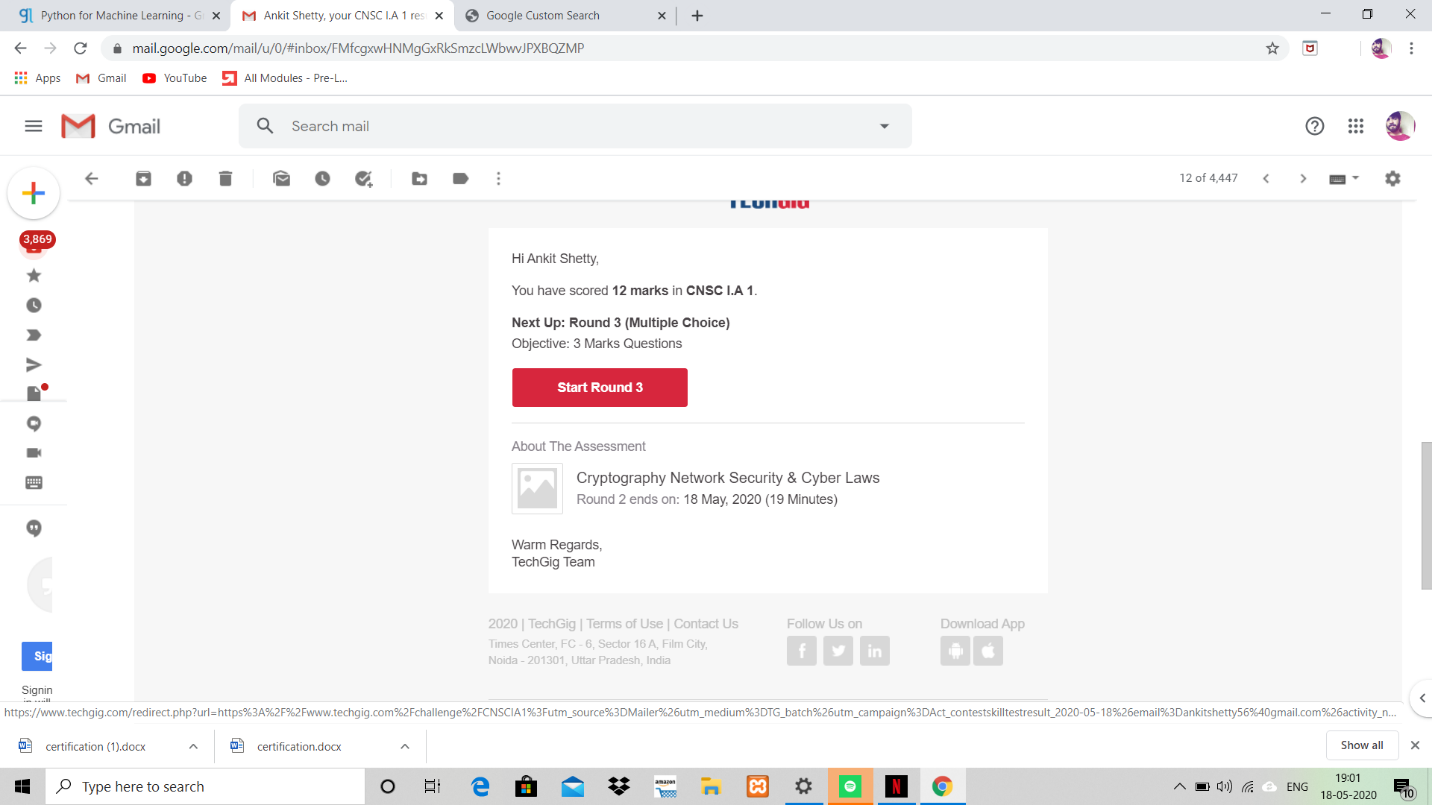 Python for Machine Learning - G
Ankit Shetty, your CNSC I.A 1 res
Google Custom Search
mail.google.com/mail/u/0/#inbox/FMfcgxwHNMgGxRkSmzcLWbwvJPXBQZMP
Apps
Gmail
YouTube
All Modules - Pre-L...
Gmail
Search mail
12 of 4,447
3,869
TECHGIG
Hi Ankit Shetty,
You have scored 12 marks in CNSC I.A 1.
Next Up: Round 3 (Multiple Choice)
Objective: 3 Marks Questions
Start Round 3
About The Assessment
Cryptography Network Security & Cyber Laws
Round 2 ends on: 18 May, 2020 (19 Minutes)
Warm Regards,
TechGig Team
2020 | TechGig | Terms of Use | Contact Us
Times Center, FC - 6, Sector 16 A, Film City,
Noida - 201301, Uttar Pradesh, India
Follow Us on
Download App
Sig
Signin
https://www.techgig.com/redirect.php?url=https%3A%2F%2Fwww.techgig.com%2Fchallenge%2FCNSCIA1%3Futm_source%3DMailer%26utm_medium%3DTG_batch%26utm_campaign%3DAct_contestskilltestresult_2020-05-18%26email%3Dankitshetty56%40gmail.com%26activity_n...
certification (1).docx
certification.docx
Show all
Type here to search
amazon
ENG
19:01
18-05-2020
10